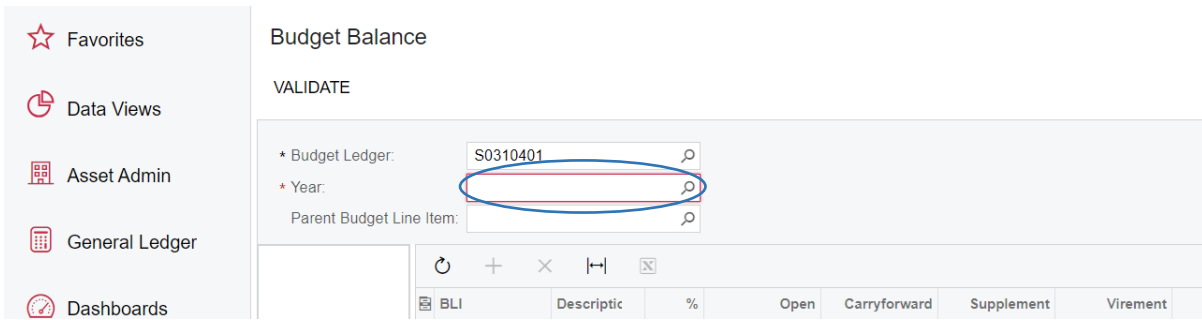 Favorites
Data Views
Asset Admin
General Ledger
Dashboards
Budget Balance
VALIDATE
* Budget Ledger: S0310401
* Year:
Parent Budget Line Item:
BLI Descriptic % Open Carryforward Supplement Virement